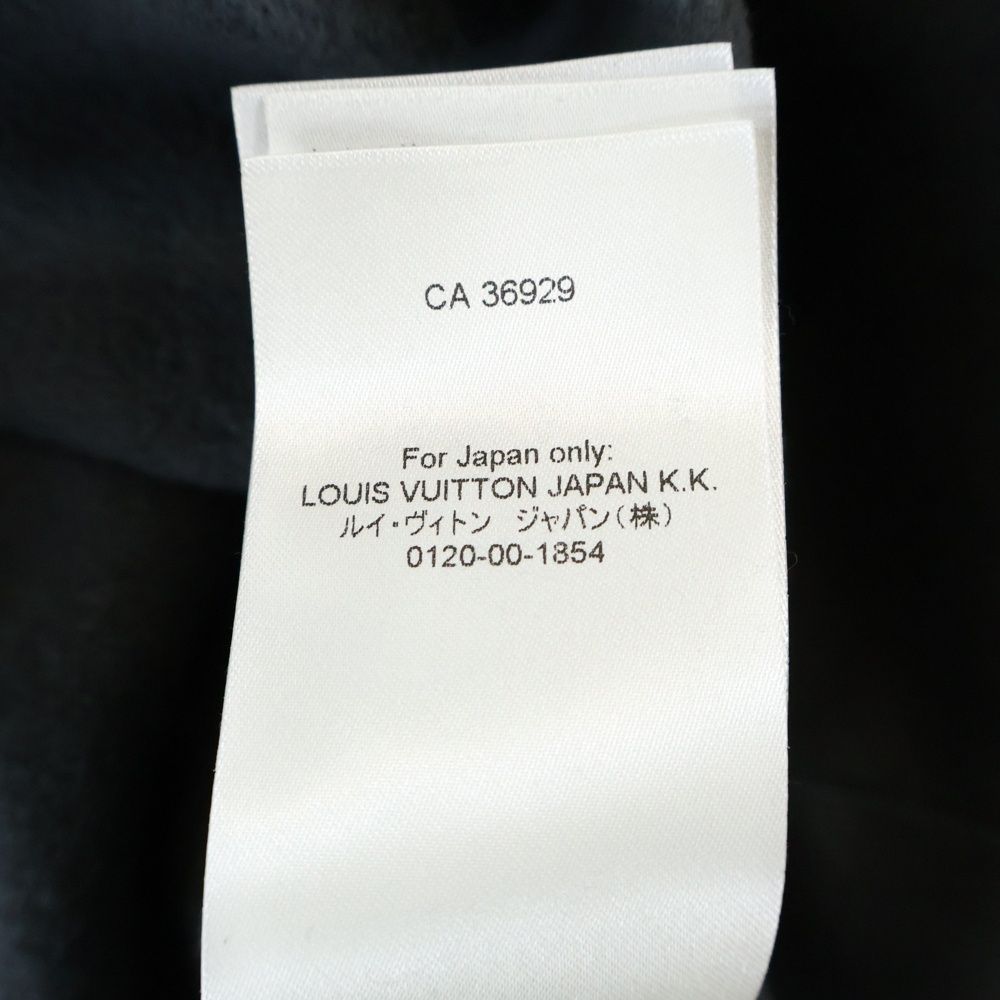 CA 36929
For Japan only:
LOUIS VUITTON JAPAN K.K.
ルイ・ヴィトン ジャパン(株)
0120-00-1854